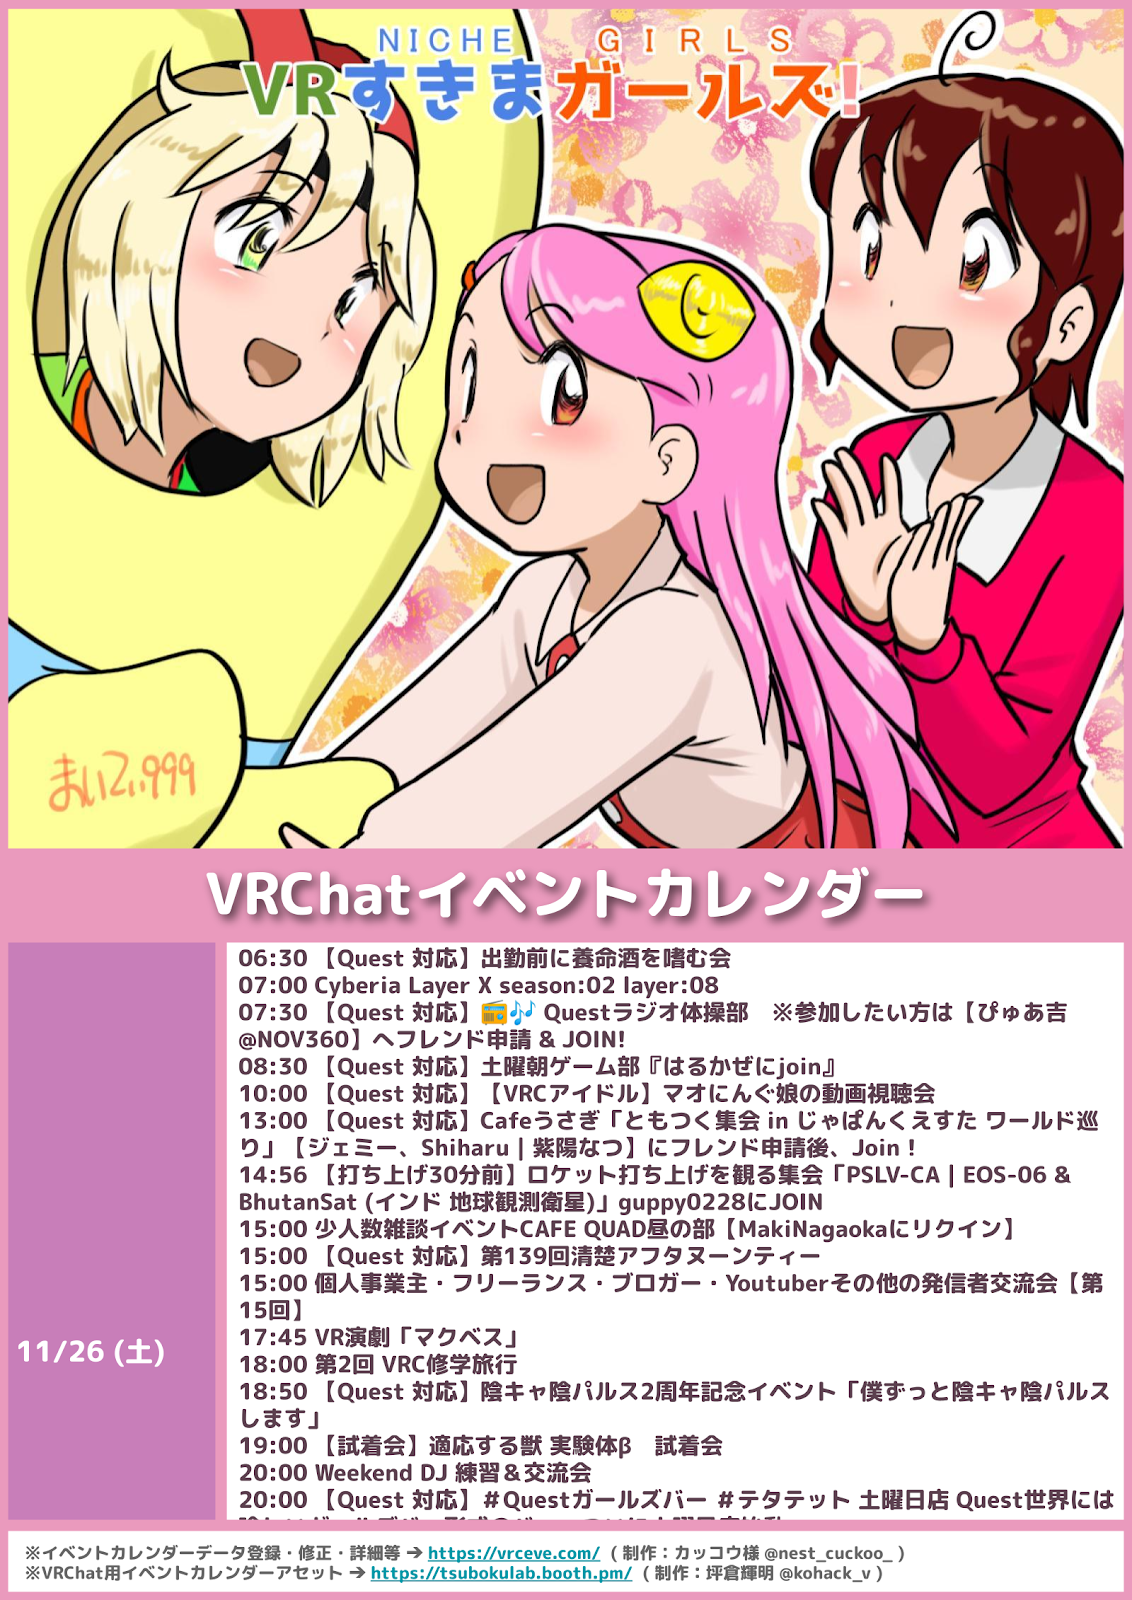 NICHE GIRLS
VRすきまガールズ!
まいてぃ999
VRChatイベントカレンダー
11/26 (土)
06:30 【Quest 対応】出勤前に養命酒を嗜む会
07:00 Cyberia Layer X season:02 layer:08
07:30 【Quest 対応】📻🎶 Questラジオ体操部　※参加したい方は【ぴゅあ吉
@NOV360】へフレンド申請 & JOIN!
08:30 【Quest 対応】土曜朝ゲーム部『はるかぜにjoin』
10:00 【Quest 対応】【VRCアイドル】マオにんぐ娘の動画視聴会
13:00 【Quest 対応】Cafeうさぎ「ともつく集会 in じゃぱんくえすた ワールド巡
り」【ジェミー、Shiharu | 紫陽なつ】にフレンド申請後、Join！
14:56 【打ち上げ30分前】ロケット打ち上げを観る集会「PSLV-CA | EOS-06 &
BhutanSat (インド 地球観測衛星)」guppy0228にJOIN
15:00 少人数雑談イベントCAFE QUAD昼の部【MakiNagaokaにリクイン】
15:00 【Quest 対応】第139回清楚アフタヌーンティー
15:00 個人事業主・フリーランス・ブロガー・Youtuberその他の発信者交流会【第
15回】
17:45 VR演劇「マクベス」
18:00 第2回 VRC修学旅行
18:50 【Quest 対応】陰キャ陰パルス2周年記念イベント「僕ずっと陰キャ陰パルス
します」
19:00 【試着会】適応する獣 実験体β　試着会
20:00 Weekend DJ 練習＆交流会
20:00 【Quest 対応】＃Questガールズバー ＃テタテット 土曜日店 Quest世界には
※イベントカレンダーデータ登録・修正・詳細等 ➔ https://vrceve.com/ ( 制作：カッコウ様 @nest_cuckoo_ )
※VRChat用イベントカレンダーアセット ➔ https://tsubokulab.booth.pm/ ( 制作：坪倉輝明 @kohack_v )